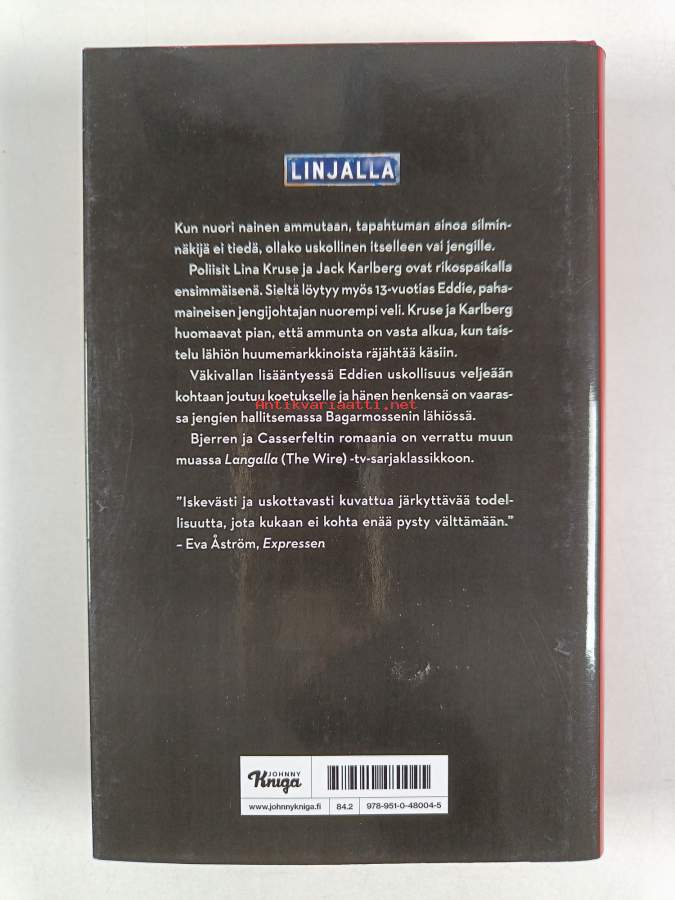 LINJALLA
Kun nuori nainen ammutaan, tapahtuman ainoa silmin-
näkijä ei tiedä, ollako uskollinen itselleen vai jengille.
Poliisit Lina Kruse ja Jack Karlberg ovat rikospaikalla
ensimmäisenä. Sieltä löytyy myös 13-vuotias Eddie, paha-
maineisen jengijohtajan nuorempi veli. Kruse ja Karlberg
huomaavat pian, että ammunta on vasta alkua, kun tais-
telu lähiön huumemarkkinoista räjähtää käsiin.
Väkivallan lisääntyessä Eddien uskollisuus veljeään
kohtaan joutuu koetukselle ja hänen henkensä on vaaras-
Antikvariaatti.net
sa jengien hallitsemassa Bagarmossenin lähiössä.
Bjerren ja Casserfeltin romaania on verrattu muun
muassa Langalla (The Wire) -tv-sarjaklassikkoon.
"Iskevästi ja uskottavasti kuvattua järkyttävää todel-
lisuutta, jota kukaan ei kohta enää pysty välttämään."
– Eva Åström, Expressen
JOHNNY
Kniga
www.johnnykniga.fi 84.2 978-951-0-48004-5